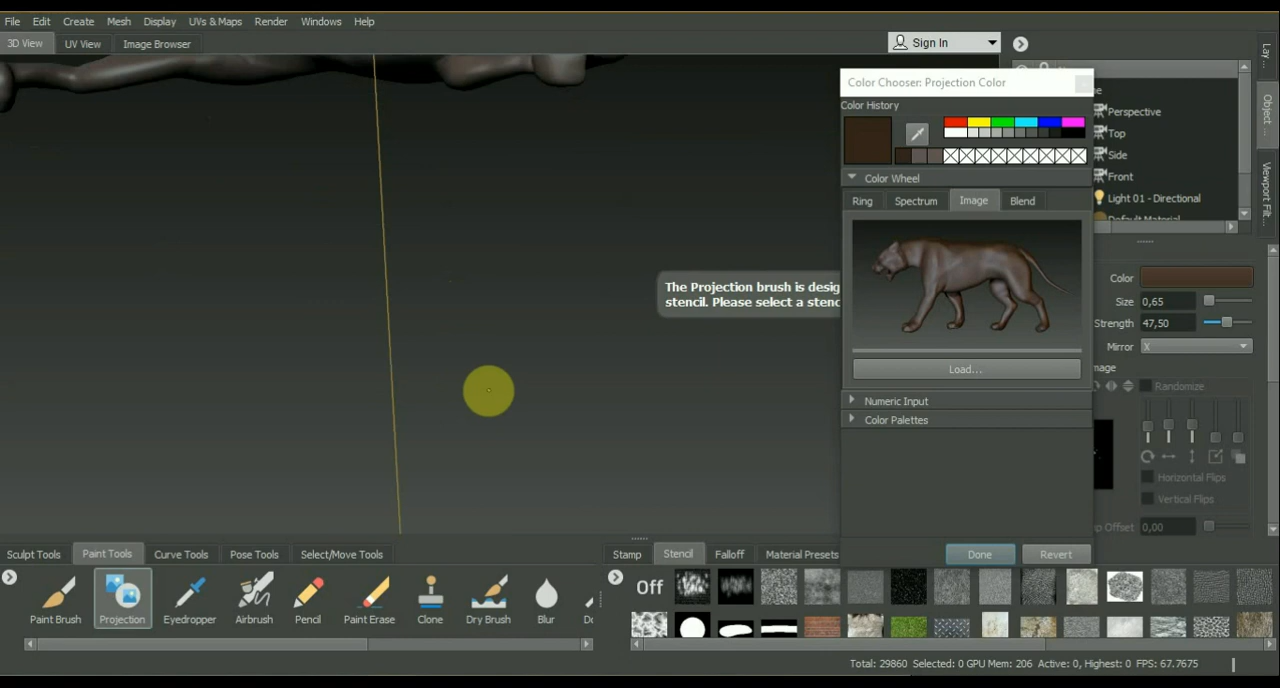 File Edit Create Mesh Display UVs & Maps Render Windows Help
3D View UV View Image Browser
Sign In
Lay...
Object ...
Viewport Filt...
Color Chooser: Projection Color
Color History
Color Wheel
Ring Spectrum Image Blend
Load...
Numeric Input
Color Palettes
Done Revert
Perspective
Top
Side
Front
Light 01 - Directional
Default Material
The Projection brush is desig
stencil. Please select a stenc
Color
Size 0,65
Strength 47,50
Mirror X
mage
Randomize
Horizontal Flips
Vertical Flips
p Offset 0,00
Sculpt Tools Paint Tools Curve Tools Pose Tools Select/Move Tools
Stamp Stencil Falloff Material Presets
Off
Paint Brush Projection Eyedropper Airbrush Pencil Paint Erase Clone Dry Brush Blur
Total: 29860 Selected: 0 GPU Mem: 206 Active: 0, Highest: 0 FPS: 67.7675